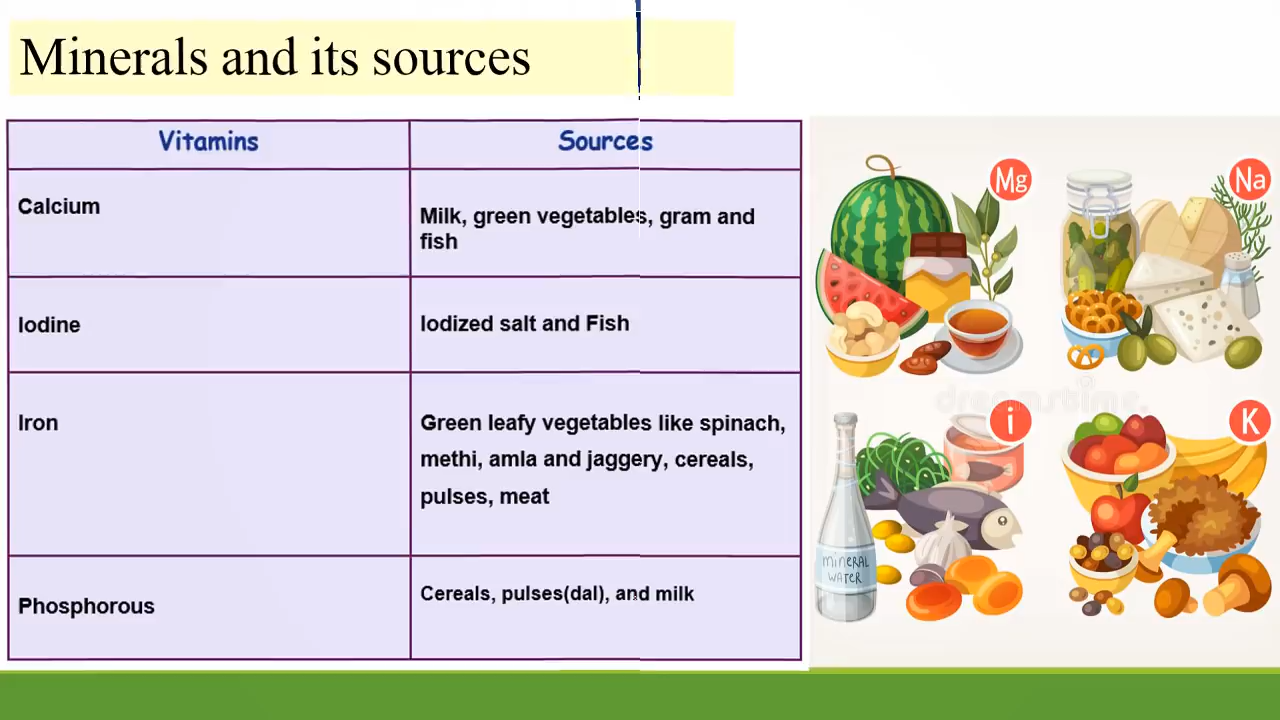 Minerals and its sources
Vitamins
Sources
Calcium
Milk, green vegetables, gram and
fish
Iodine
Iodized salt and Fish
Iron
Green leafy vegetables like spinach,
methi, amla and jaggery, cereals,
pulses, meat
Phosphorous
Cereals, pulses(dal), and milk
Mg
Na
dreamstime.
i
K
mineral
water